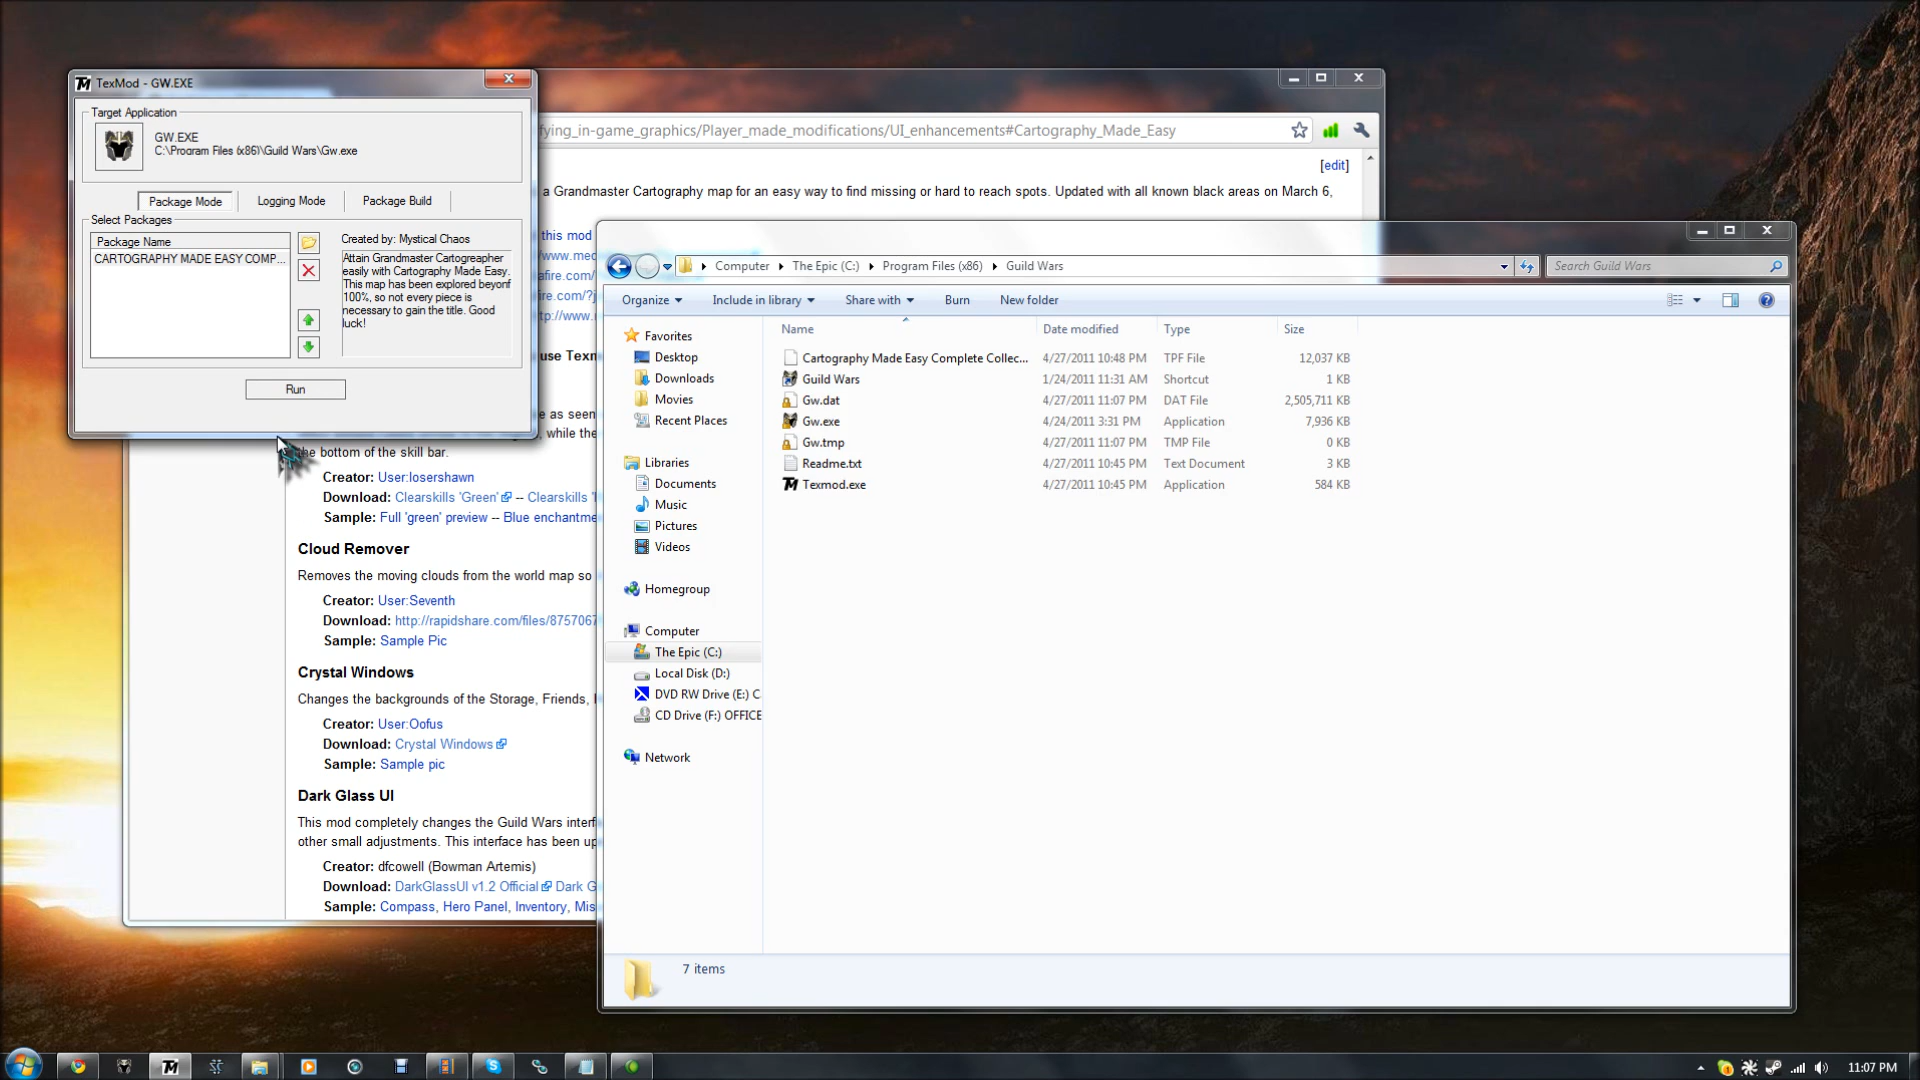 TexMod - GW.EXE
Target Application
GW.EXE
C:\Program Files (x86)\Guild Wars\Gw.exe
Package Mode
Logging Mode
Package Build
Select Packages
Package Name
CARTOGRAPHY MADE EASY COMP...
Created by: Mystical Chaos
Attain Grandmaster Cartogreapher
easily with Cartography Made Easy.
This map has been explored beyonf
100%, so not every piece is
necessary to gain the title. Good
luck!
Run
fying_in-game_graphics/Player_made_modifications/UI_enhancements#Cartography_Made_Easy
[edit]
a Grandmaster Cartography map for an easy way to find missing or hard to reach spots. Updated with all known black areas on March 6,
this mod
/www.med
afire.com/
fire.com/?j
tp://www.
use Texm
e as seen
, while the
he bottom of the skill bar.
Creator: User:losershawn
Download: Clearskills 'Green' -- Clearskills '
Sample: Full 'green' preview -- Blue enchantme
Cloud Remover
Removes the moving clouds from the world map so
Creator: User:Seventh
Download: http://rapidshare.com/files/875706
Sample: Sample Pic
Crystal Windows
Changes the backgrounds of the Storage, Friends,
Creator: User:Oofus
Download: Crystal Windows
Sample: Sample pic
Dark Glass UI
This mod completely changes the Guild Wars interf
other small adjustments. This interface has been up
Creator: dfcowell (Bowman Artemis)
Download: DarkGlassUI v1.2 Official Dark G
Sample: Compass, Hero Panel, Inventory, Mis
Computer The Epic (C:) Program Files (x86) Guild Wars
Search Guild Wars
Organize Include in library Share with Burn New folder
Favorites
Desktop
Downloads
Movies
Recent Places
Libraries
Documents
Music
Pictures
Videos
Homegroup
Computer
The Epic (C:)
Local Disk (D:)
DVD RW Drive (E:) C
CD Drive (F:) OFFICE
Network
Name Date modified Type Size
Cartography Made Easy Complete Collec... 4/27/2011 10:48 PM TPF File 12,037 KB
Guild Wars 1/24/2011 11:31 AM Shortcut 1 KB
Gw.dat 4/27/2011 11:07 PM DAT File 2,505,711 KB
Gw.exe 4/24/2011 3:31 PM Application 7,936 KB
Gw.tmp 4/27/2011 11:07 PM TMP File 0 KB
Readme.txt 4/27/2011 10:45 PM Text Document 3 KB
Texmod.exe 4/27/2011 10:45 PM Application 584 KB
7 items
11:07 PM